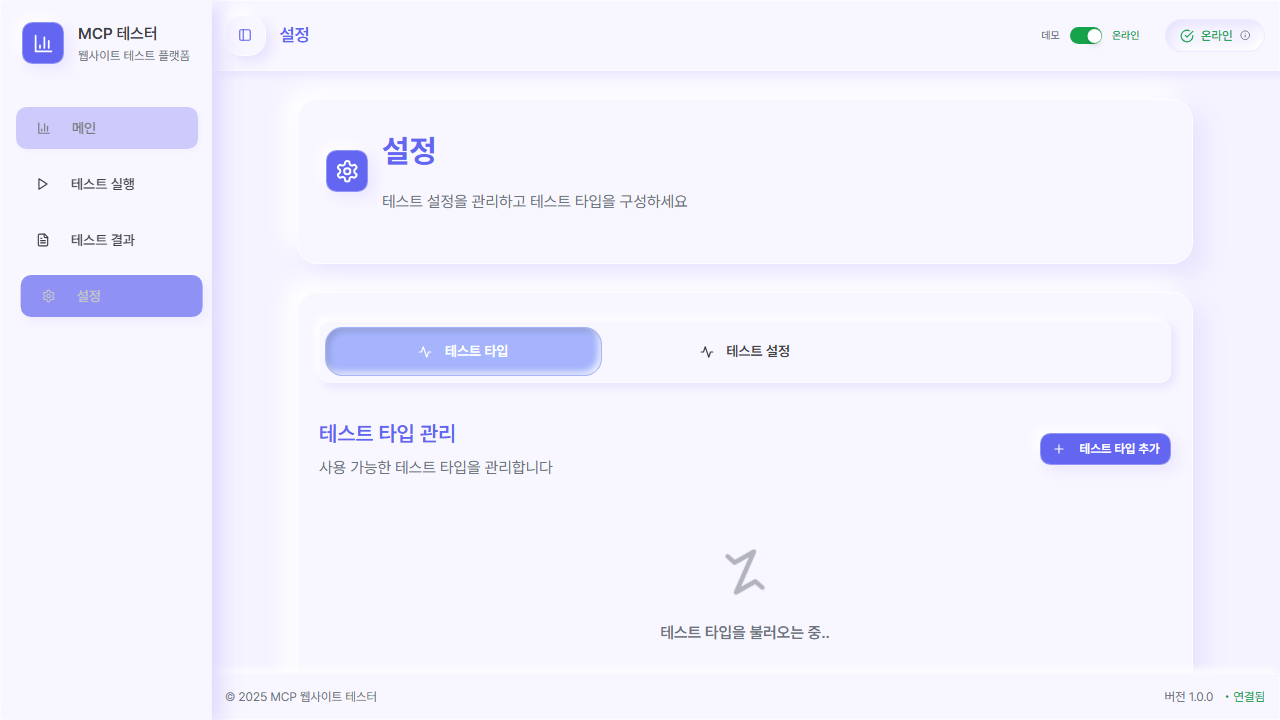 MCP 테스터
웹사이트 테스트 플랫폼
메인
테스트 실행
테스트 결과
설정
설정
데모
온라인
온라인
설정
테스트 설정을 관리하고 테스트 타입을 구성하세요
테스트 타입
테스트 설정
테스트 타입 관리
사용 가능한 테스트 타입을 관리합니다
테스트 타입 추가
테스트 타입을 불러오는 중..
© 2025 MCP 웹사이트 테스터
버전 1.0.0
• 연결됨